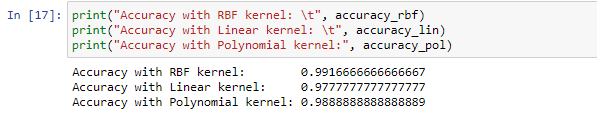 In [17]: print("Accuracy with RBF kernel: \t", accuracy_rbf)
print("Accuracy with Linear kernel: \t", accuracy_lin)
print("Accuracy with Polynomial kernel:", accuracy_pol)
Accuracy with RBF kernel: 0.9916666666666667
Accuracy with Linear kernel: 0.9777777777777777
Accuracy with Polynomial kernel: 0.9888888888888889